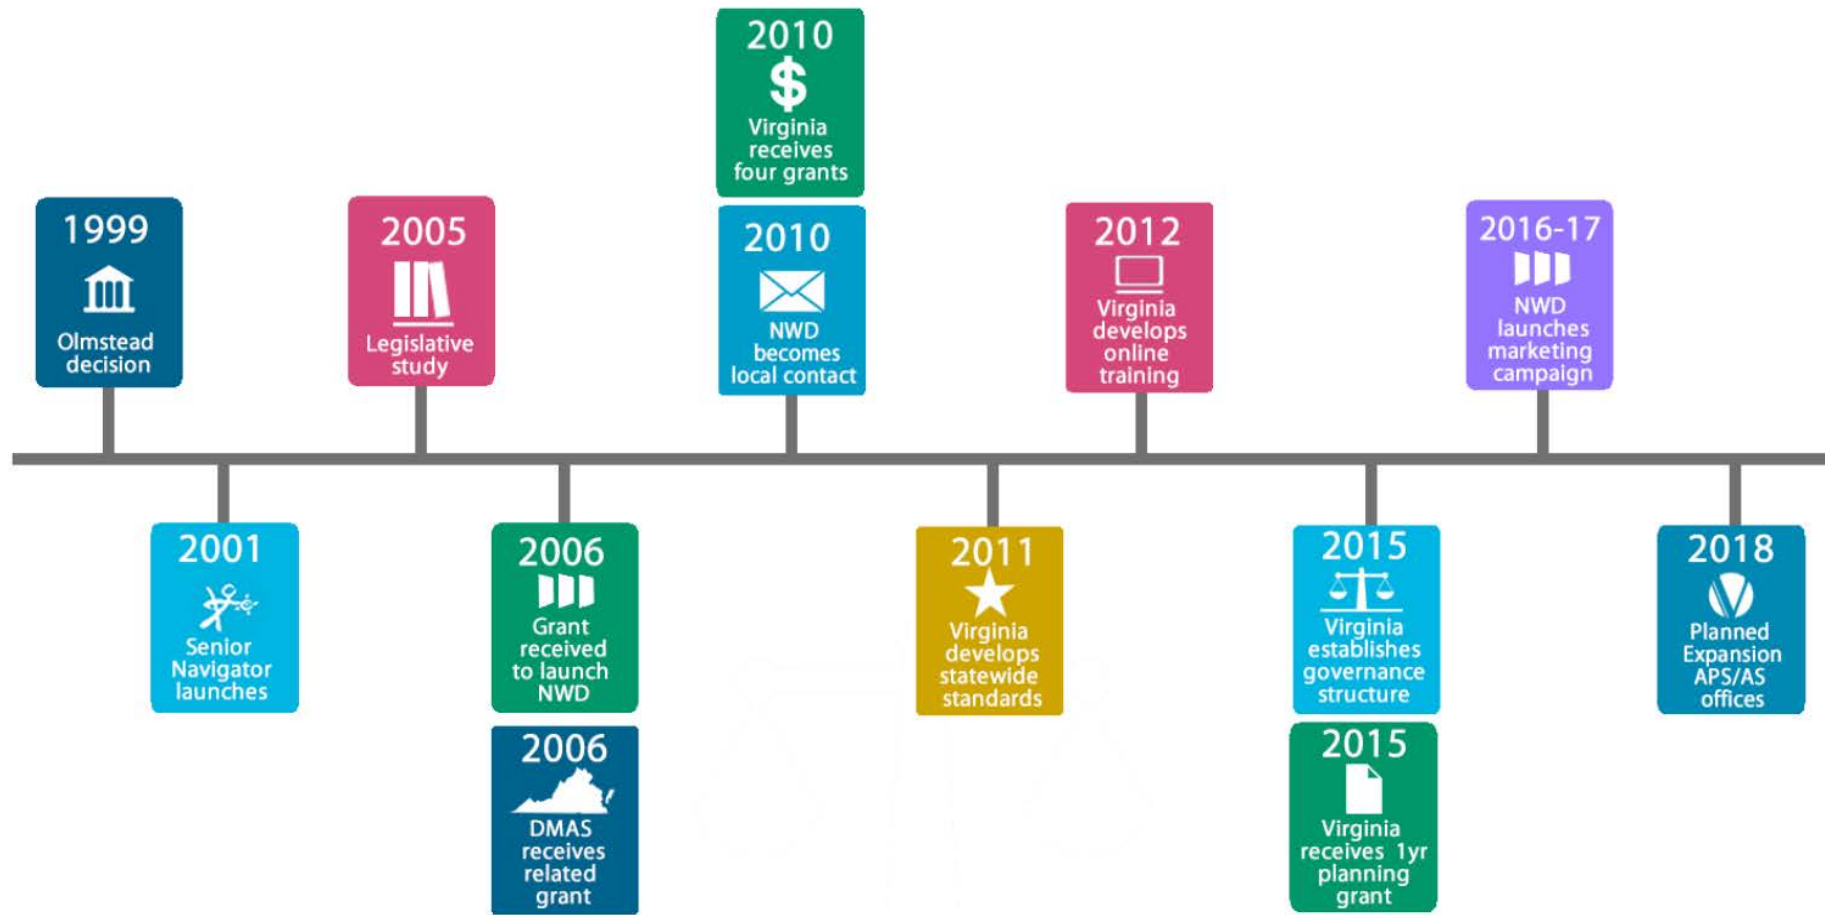 2010
$
Virginia
receives
four grants
1999
Olmstead
decision
2005
Legislative
study
2010
NWD
becomes
local contact
2012
Virginia
develops
online
training
2016-17
NWD
launches
marketing
campaign
2001
Senior
Navigator
launches
2006
Grant
received
to launch
NWD
2006
DMAS
receives
related
grant
2011
Virginia
develops
statewide
standards
2015
Virginia
establishes
governance
structure
2015
Virginia
receives 1yr
planning
grant
2018
Planned
Expansion
APS/AS
offices